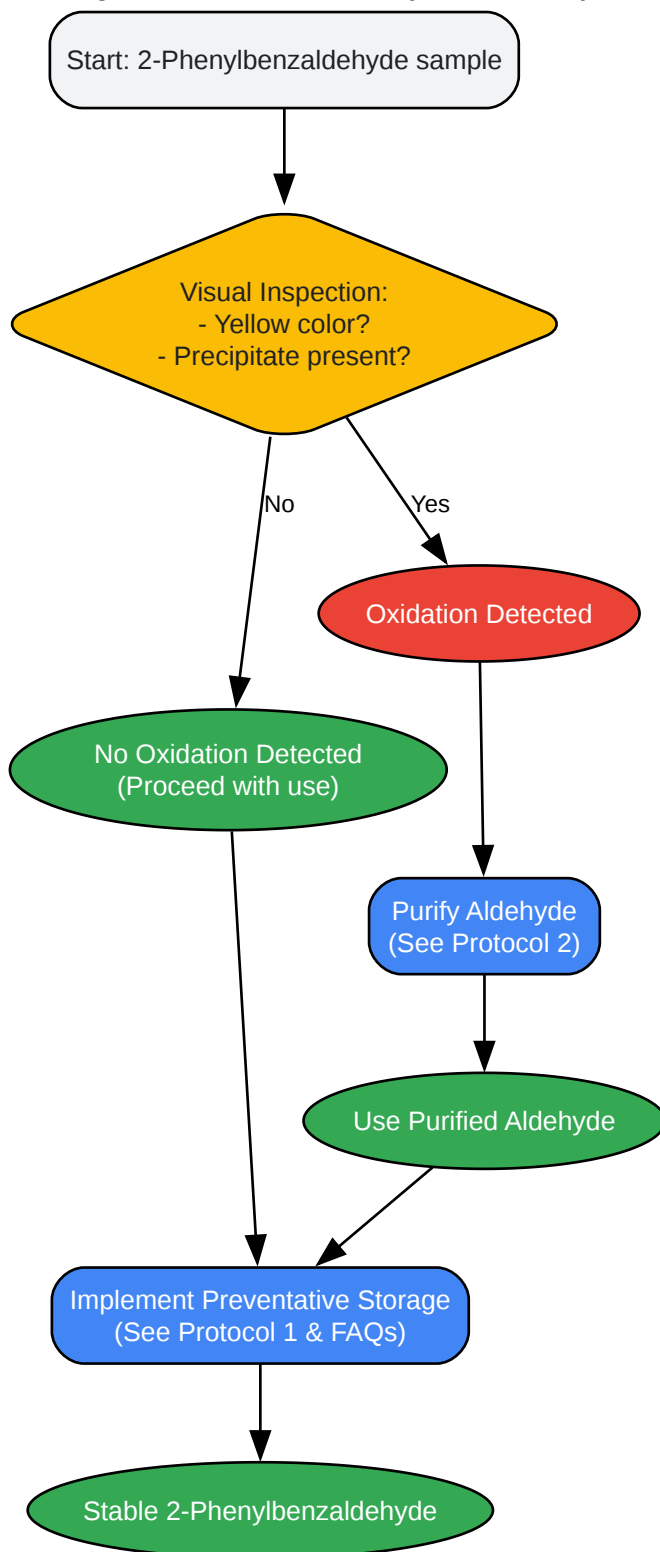 Start: 2-Phenylbenzaldehyde sample
Visual Inspection:
- Yellow color?
- Precipitate present?
No
Yes
Oxidation Detected
No Oxidation Detected
(Proceed with use)
Purify Aldehyde
(See Protocol 2)
Use Purified Aldehyde
Implement Preventative Storage
(See Protocol 1 & FAQs)
Stable 2-Phenylbenzaldehyde